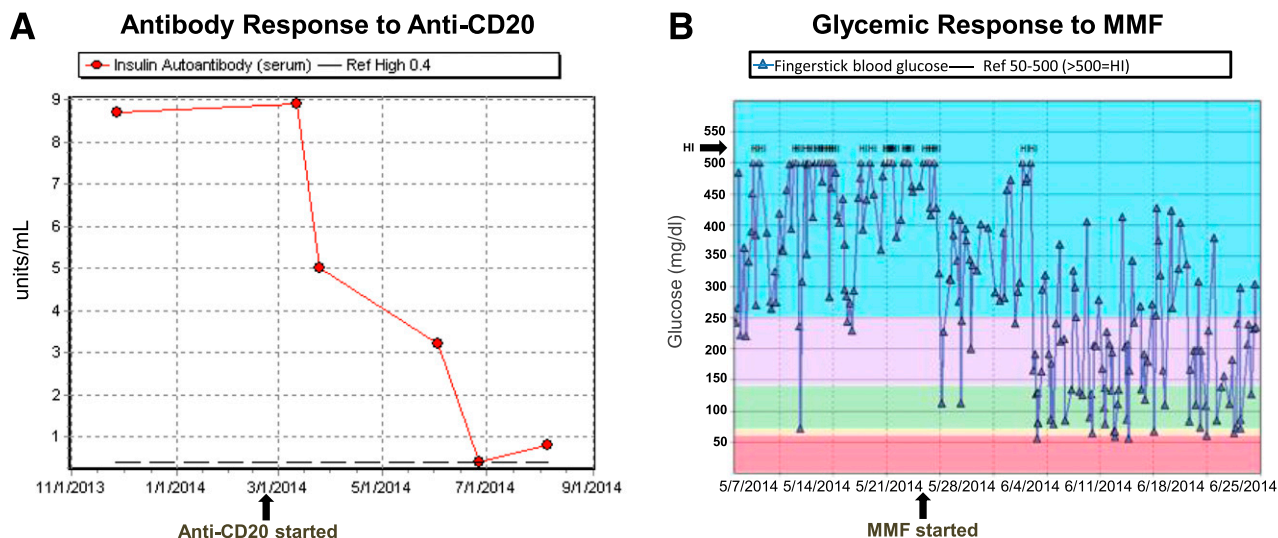 A Antibody Response to Anti-CD20
Insulin Autoantibody (serum) — Ref High 0.4
units/mL
9
8
7
6
5
4
3
2
1
11/1/2013 1/1/2014 3/1/2014 5/1/2014 7/1/2014 9/1/2014
Anti-CD20 started
B Glycemic Response to MMF
Fingerstick blood glucose — Ref 50-500 (>500=HI)
Glucose (mg/dl)
HI
550
500
450
400
350
300
250
200
150
100
50
5/7/2014 5/14/2014 5/21/2014 5/28/2014 6/4/2014 6/11/2014 6/18/2014 6/25/2014
MMF started